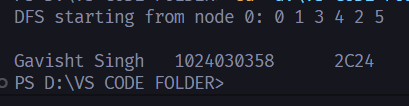 DFS starting from node 0: 0 1 3 4 2 5
Gavisht Singh   1024030358      2C24
PS D:\VS CODE FOLDER>